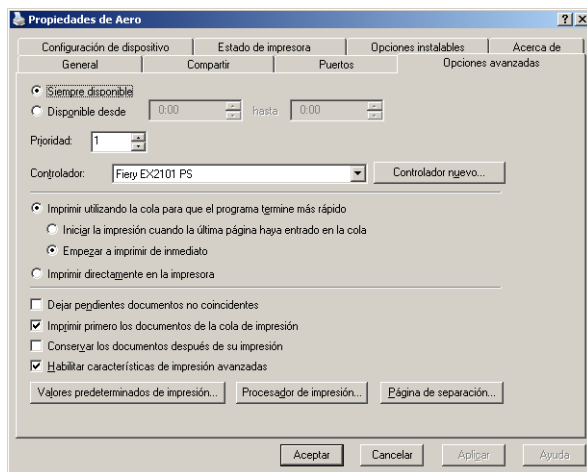 Propiedades de Aero
Configuración de dispositivo Estado de impresora Opciones instalables Acerca de
General Compartir Puertos Opciones avanzadas
Siempre disponible
Disponible desde 0:00 hasta 0:00
Prioridad: 1
Controlador: Fiery EX2101 PS Controlador nuevo...
Imprimir utilizando la cola para que el programa termine más rápido
Iniciar la impresión cuando la última página haya entrado en la cola
Empezar a imprimir de inmediato
Imprimir directamente en la impresora
Dejar pendientes documentos no coincidentes
Imprimir primero los documentos de la cola de impresión
Conservar los documentos después de su impresión
Habilitar características de impresión avanzadas
Valores predeterminados de impresión... Procesador de impresión... Página de separación...
Aceptar Cancelar Aplicar Ayuda